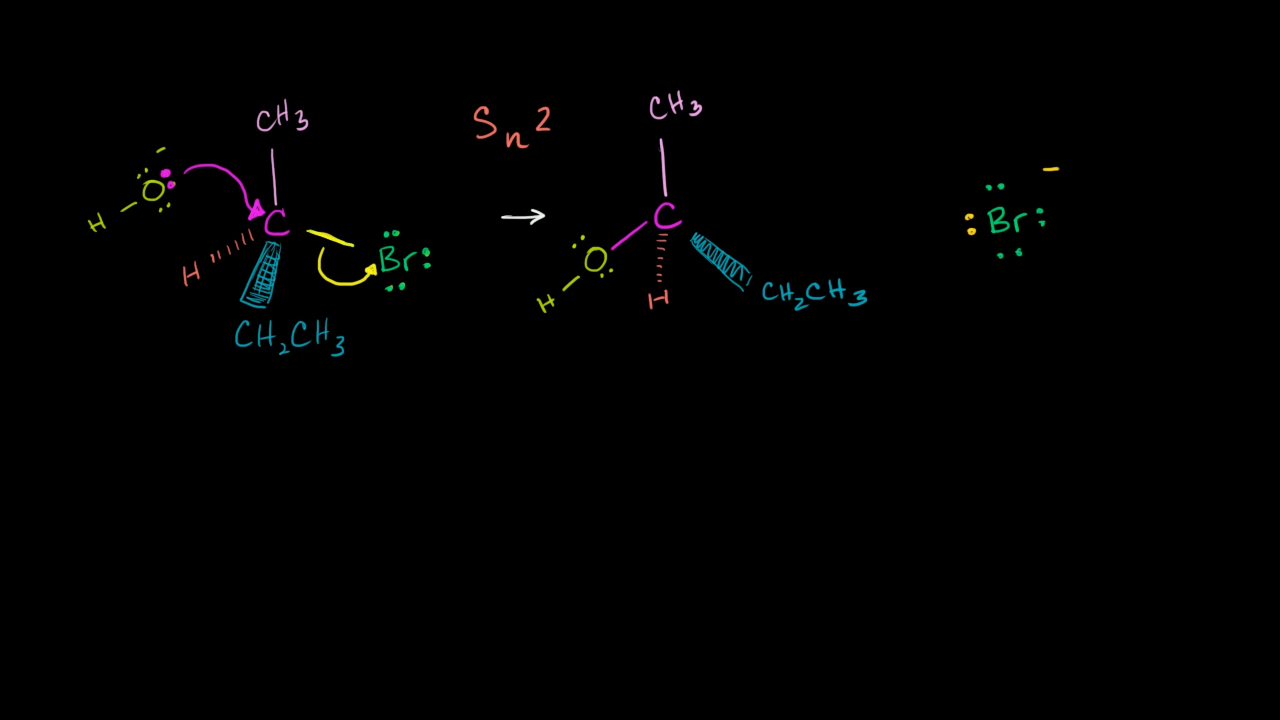 CH₃ Sₙ2 CH₃
H–O:⁻ C Br C Br⁻
H O
CH₂CH₃ H H CH₂CH₃